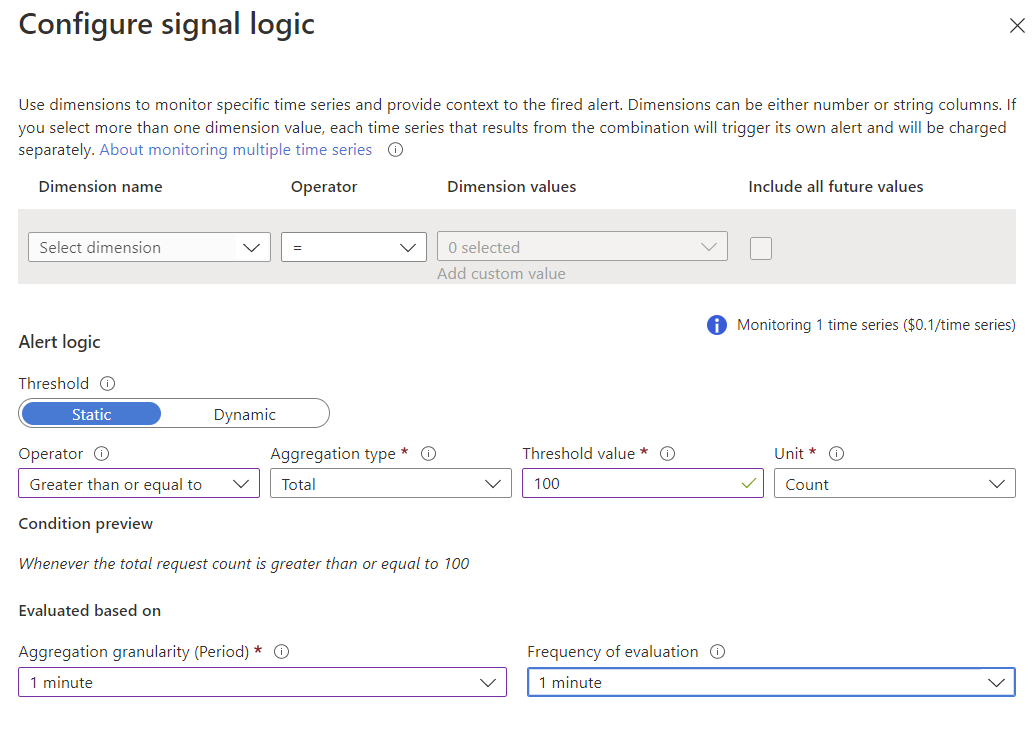 Configure signal logic
Use dimensions to monitor specific time series and provide context to the fired alert. Dimensions can be either number or string columns. If
you select more than one dimension value, each time series that results from the combination will trigger its own alert and will be charged
separately. About monitoring multiple time series
Dimension name Operator Dimension values Include all future values
Select dimension = 0 selected
Add custom value
Monitoring 1 time series ($0.1/time series)
Alert logic
Threshold
Static Dynamic
Operator Aggregation type * Threshold value * Unit *
Greater than or equal to Total 100 Count
Condition preview
Whenever the total request count is greater than or equal to 100
Evaluated based on
Aggregation granularity (Period) * Frequency of evaluation
1 minute 1 minute